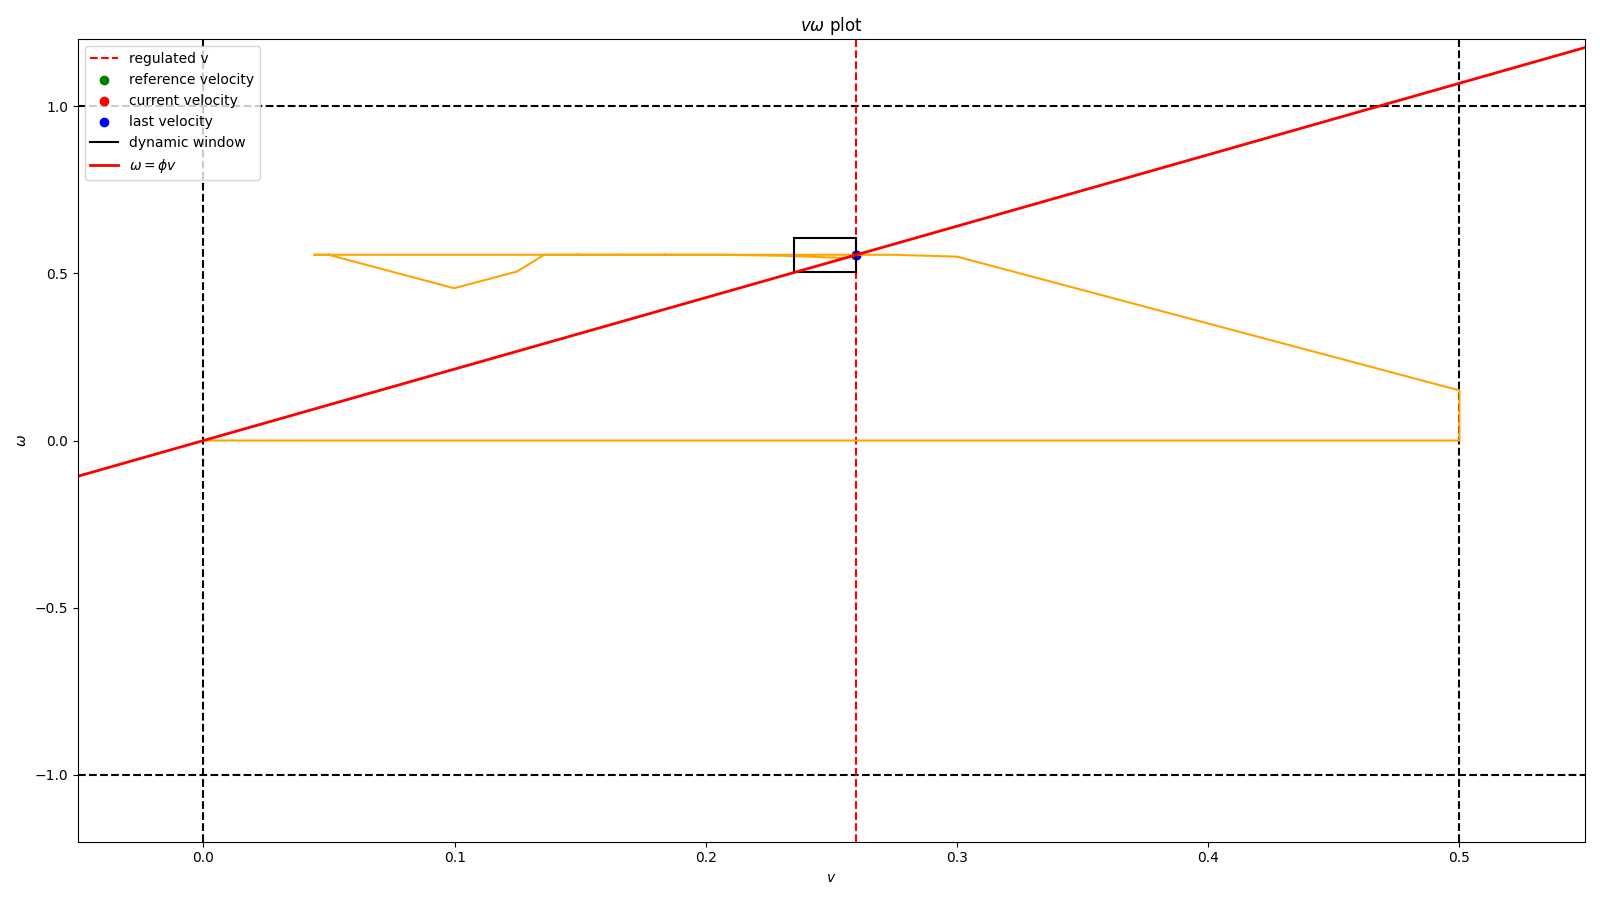 vω plot
regulated v
reference velocity
current velocity
last velocity
dynamic window
ω = ϕv
1.0
0.5
0.0
−0.5
−1.0
ω
0.0 0.1 0.2 0.3 0.4 0.5
v